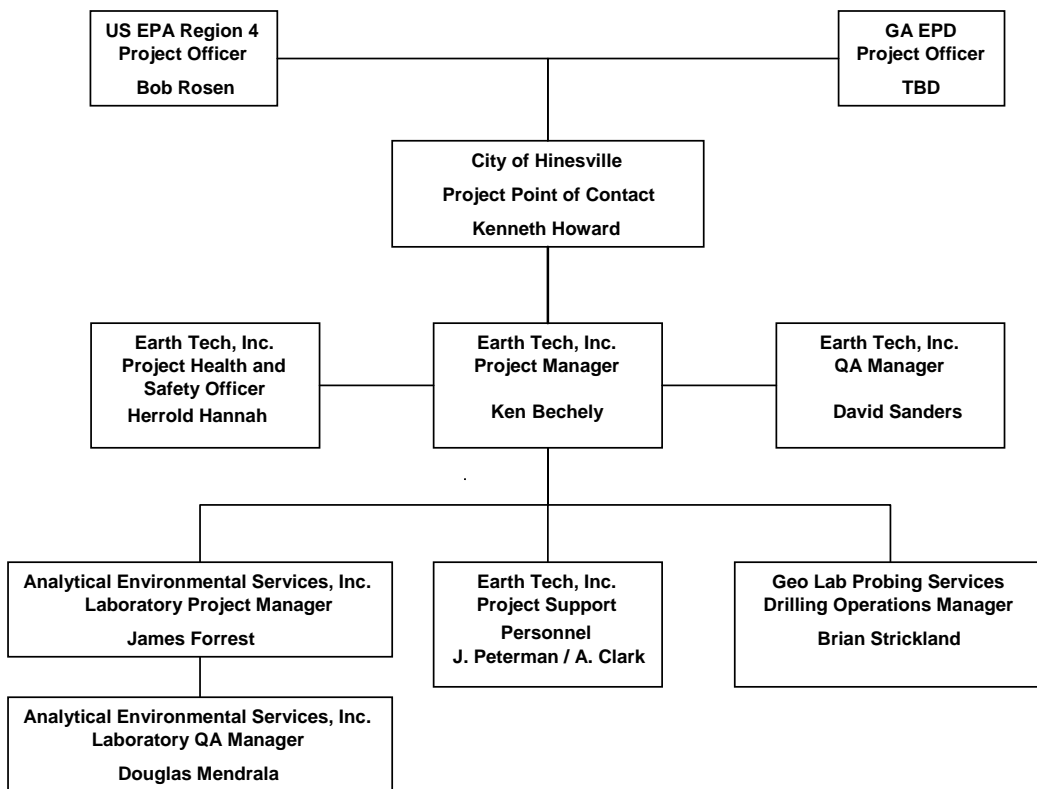 US EPA Region 4
Project Officer
Bob Rosen
GA EPD
Project Officer
TBD
City of Hinesville
Project Point of Contact
Kenneth Howard
Earth Tech, Inc.
Project Health and
Safety Officer
Herrold Hannah
Earth Tech, Inc.
Project Manager
Ken Bechely
Earth Tech, Inc.
QA Manager
David Sanders
Analytical Environmental Services, Inc.
Laboratory Project Manager
James Forrest
Earth Tech, Inc.
Project Support
Personnel
J. Peterman / A. Clark
Geo Lab Probing Services
Drilling Operations Manager
Brian Strickland
Analytical Environmental Services, Inc.
Laboratory QA Manager
Douglas Mendrala